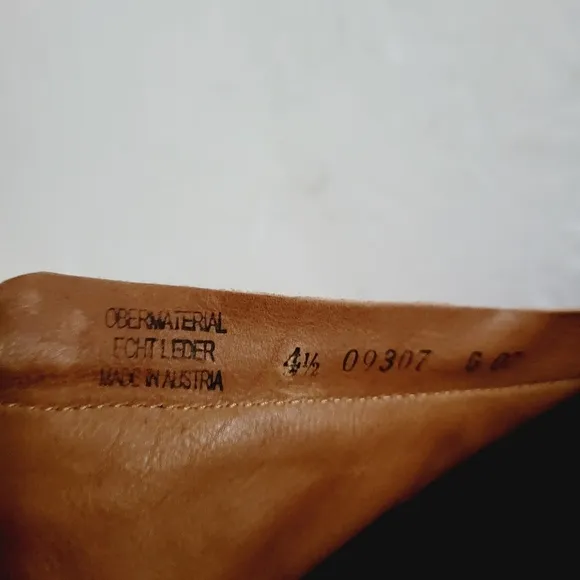 OBERMATERIAL
ECHT LEDER
MADE IN AUSTRIA
4½ 09307 G